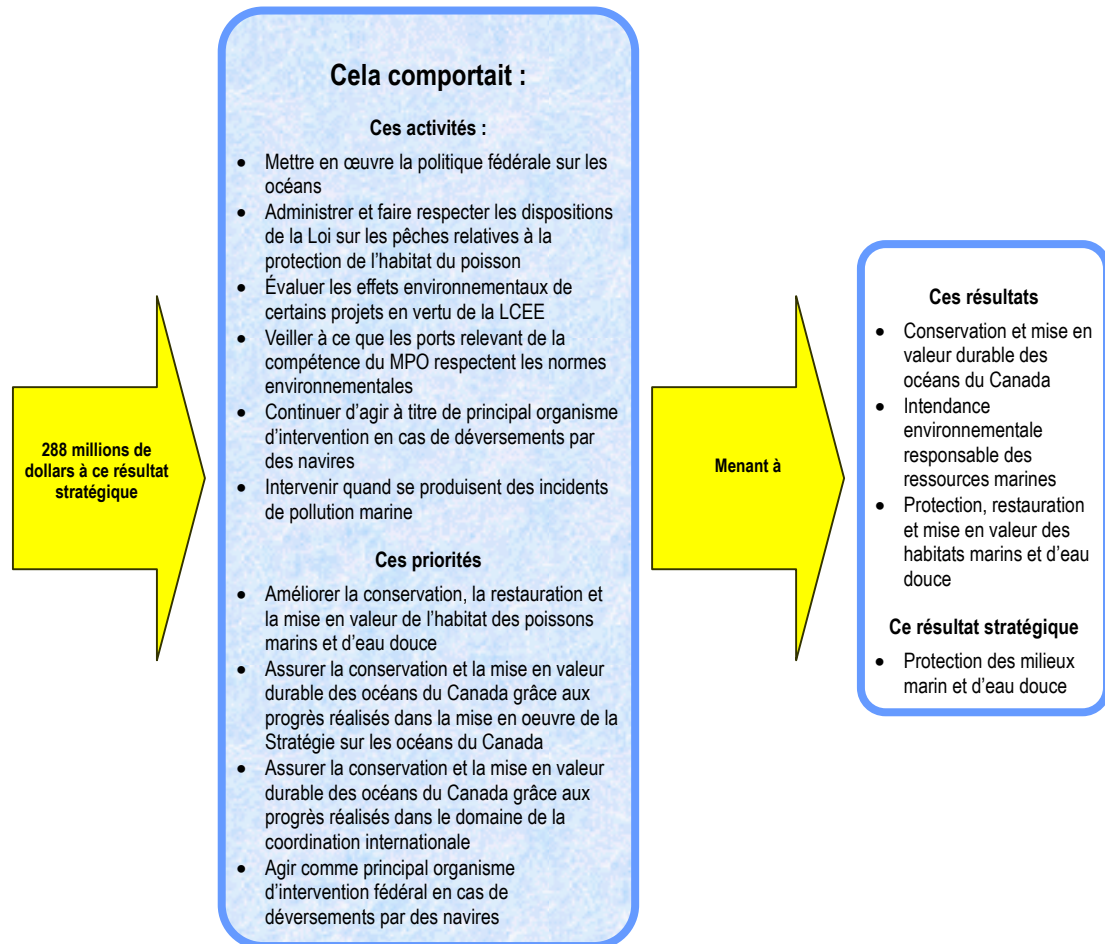 288 millions de
dollars à ce résultat
stratégique
Cela comportait :
Ces activités :
• Mettre en œuvre la politique fédérale sur les
océans
• Administrer et faire respecter les dispositions
de la Loi sur les pêches relatives à la
protection de l'habitat du poisson
• Évaluer les effets environnementaux de
certains projets en vertu de la LCEE
• Veiller à ce que les ports relevant de la
compétence du MPO respectent les normes
environnementales
• Continuer d'agir à titre de principal organisme
d'intervention en cas de déversements par
des navires
• Intervenir quand se produisent des incidents
de pollution marine
Ces priorités
• Améliorer la conservation, la restauration et
la mise en valeur de l'habitat des poissons
marins et d'eau douce
• Assurer la conservation et la mise en valeur
durable des océans du Canada grâce aux
progrès réalisés dans la mise en oeuvre de la
Stratégie sur les océans du Canada
• Assurer la conservation et la mise en valeur
durable des océans du Canada grâce aux
progrès réalisés dans le domaine de la
coordination internationale
• Agir comme principal organisme
d'intervention fédéral en cas de
déversements par des navires
Menant à
Ces résultats
• Conservation et mise en
valeur durable des
océans du Canada
• Intendance
environnementale
responsable des
ressources marines
• Protection, restauration
et mise en valeur des
habitats marins et d'eau
douce
Ce résultat stratégique
• Protection des milieux
marin et d'eau douce